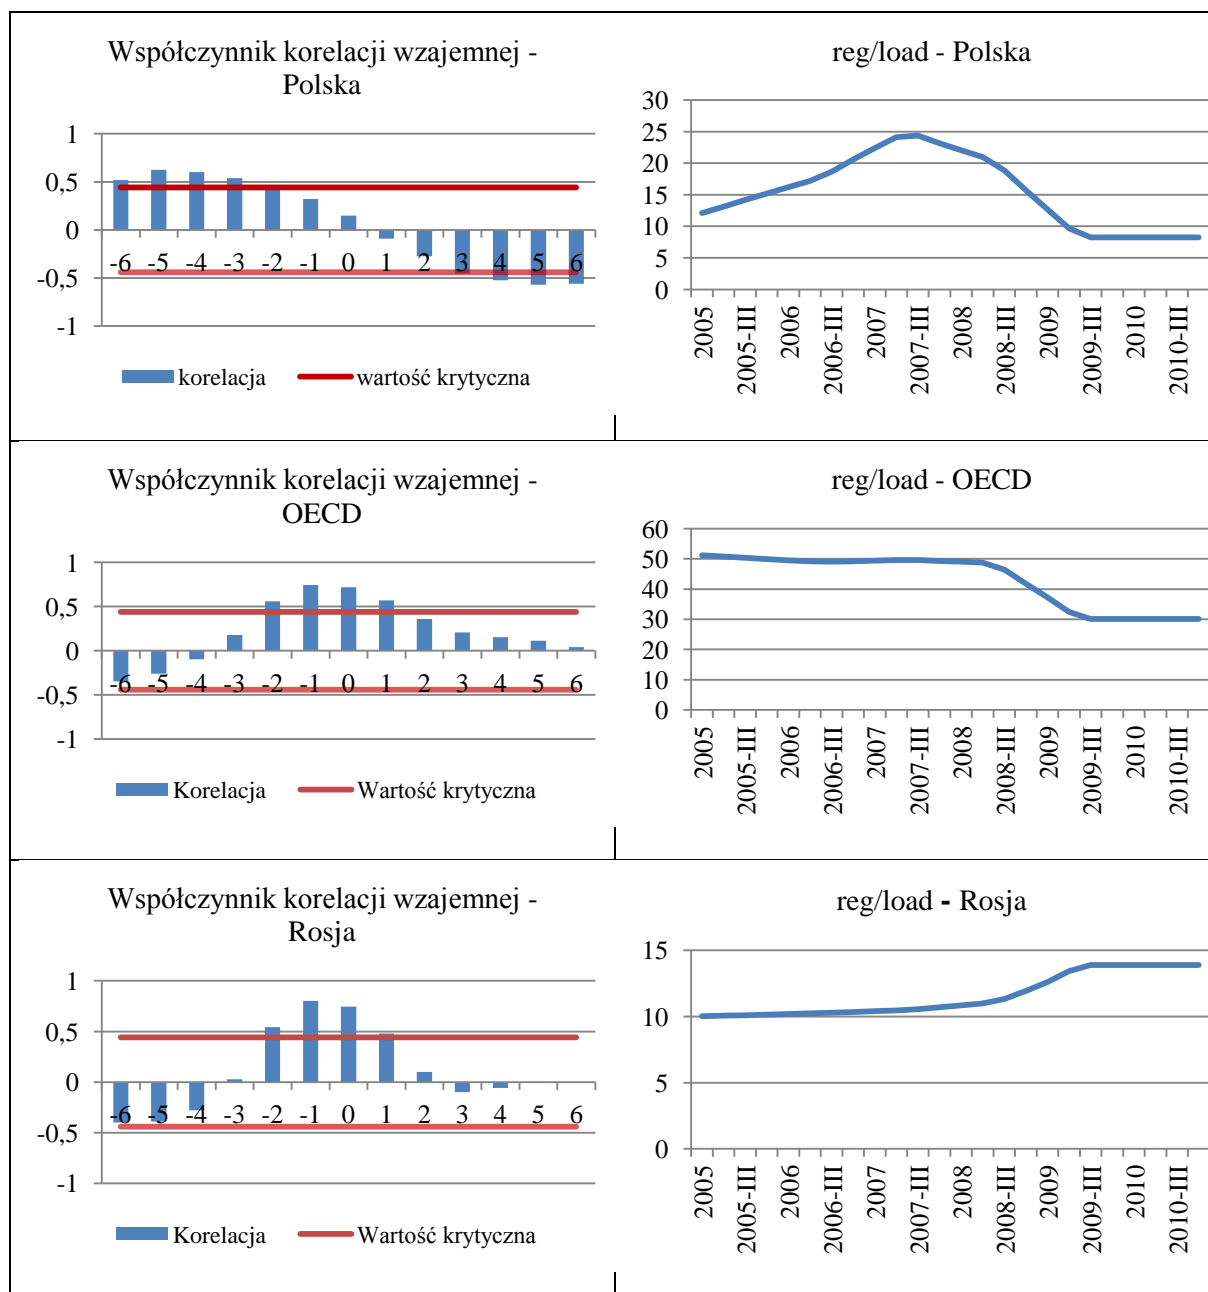 Współczynnik korelacji wzajemnej -
Polska
1
0,5
0
-0,5
-1
-6 -5 -4 -3 -2 -1 0 1 2 3 4 5 6
korelacja wartość krytyczna
reg/load - Polska
30
25
20
15
10
5
0
2005 2005-III 2006 2006-III 2007 2007-III 2008 2008-III 2009 2009-III 2010 2010-III
Współczynnik korelacji wzajemnej -
OECD
1
0,5
0
-0,5
-1
-6 -5 -4 -3 -2 -1 0 1 2 3 4 5 6
Korelacja Wartość krytyczna
reg/load - OECD
60
50
40
30
20
10
0
2005 2005-III 2006 2006-III 2007 2007-III 2008 2008-III 2009 2009-III 2010 2010-III
Współczynnik korelacji wzajemnej -
Rosja
1
0,5
0
-0,5
-1
-6 -5 -4 -3 -2 -1 0 1 2 3 4 5 6
Korelacja Wartość krytyczna
reg/load - Rosja
15
10
5
0
2005 2005-III 2006 2006-III 2007 2007-III 2008 2008-III 2009 2009-III 2010 2010-III